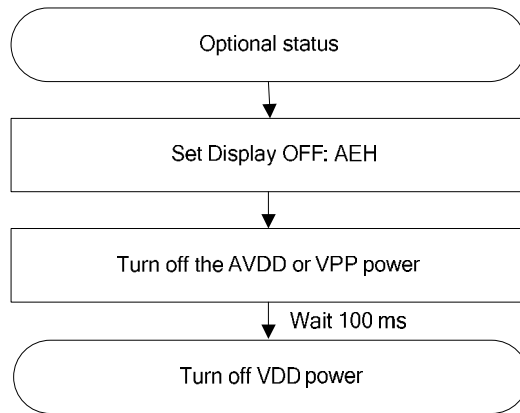 Optional status
Set Display OFF: AEH
Turn off the AVDD or VPP power
Wait 100 ms
Turn off VDD power